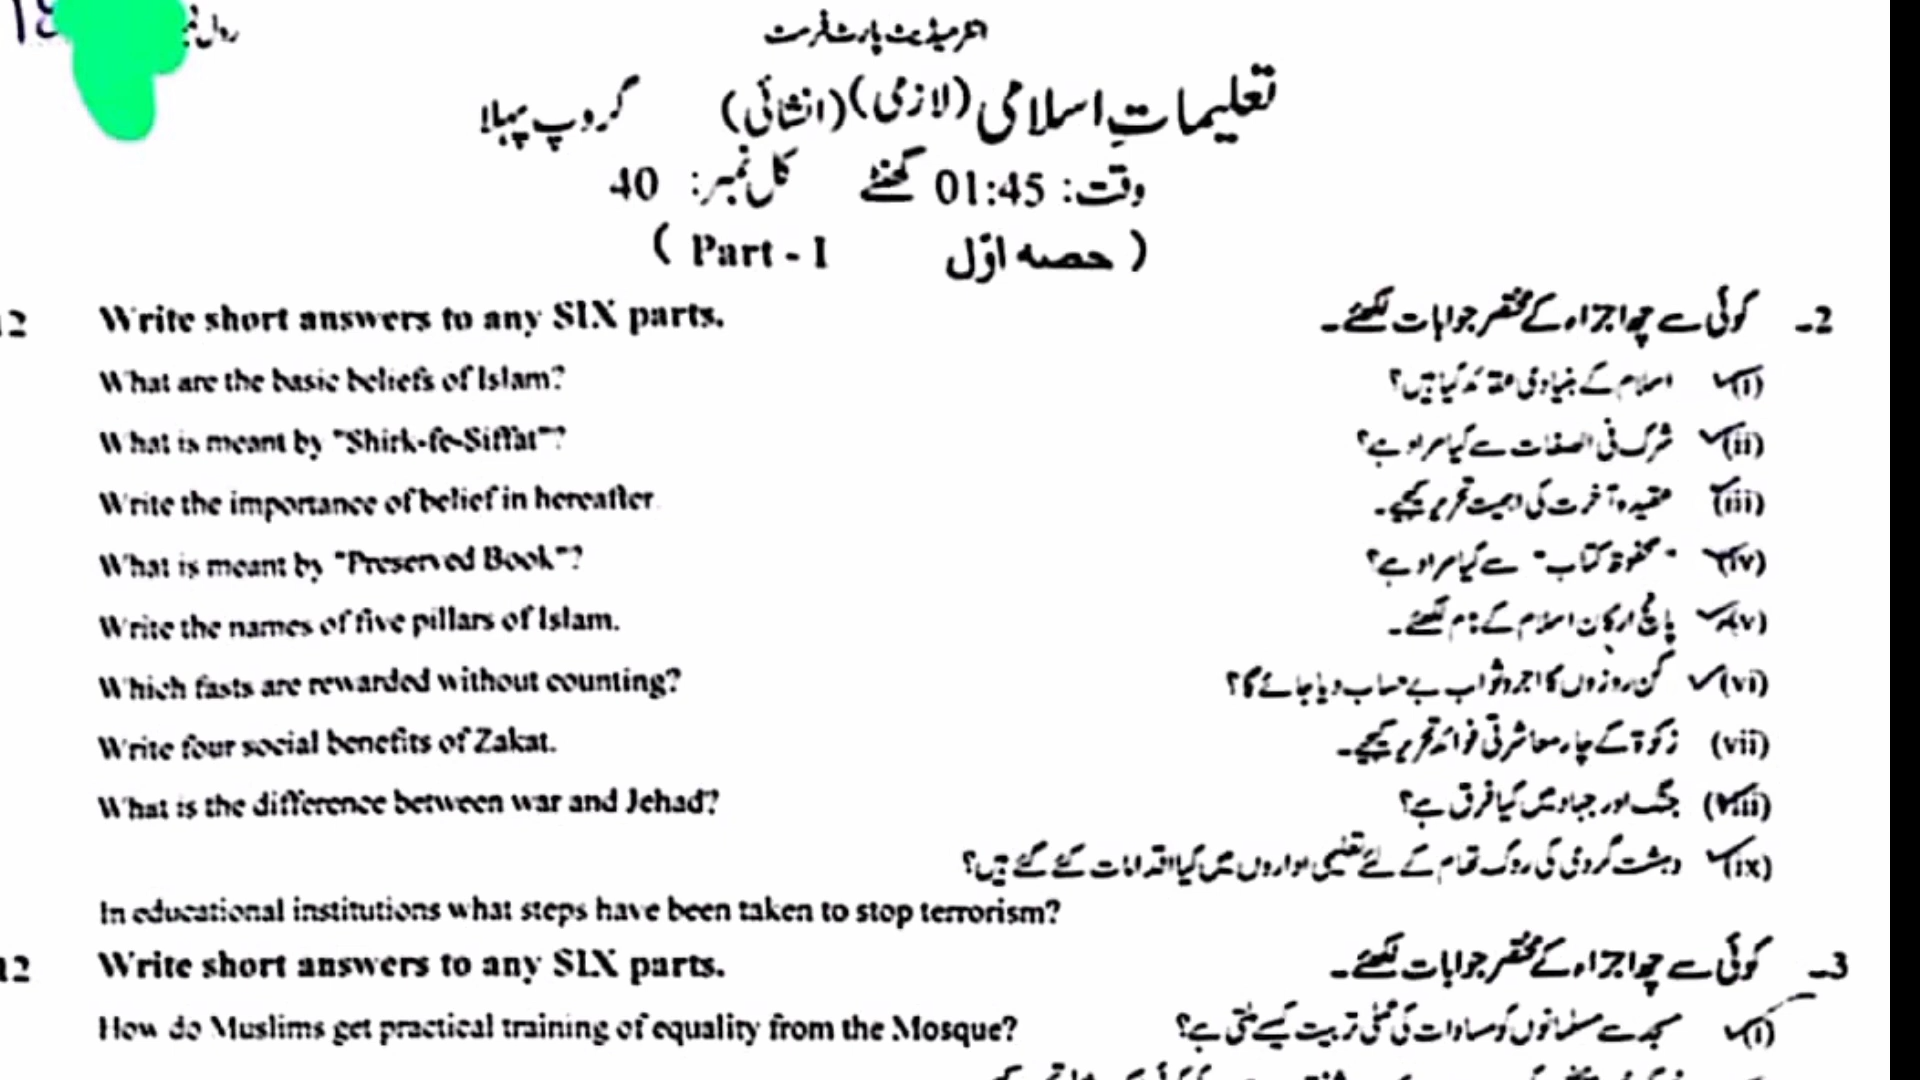 انٹرمیڈیٹ پارٹ فرسٹ
تعلیماتِ اسلامی (لازمی) (انشائی) گروپ پہلا
وقت: 01:45 گھنٹے کل نمبر: 40
( حصہ اوّل Part - I )
2۔ کوئی سے چھ اجزاء کے مختصر جوابات لکھئے۔
Write short answers to any SIX parts. 12
(i) اسلام کے بنیادی عقائد کیا ہیں؟
What are the basic beliefs of Islam?
(ii) شرک فی الصفات سے کیا مراد ہے؟
What is meant by "Shirk-fe-Siffat"?
(iii) عقیدہ آخرت کی اہمیت تحریر کیجیے۔
Write the importance of belief in hereafter.
(iv) "محفوظ کتاب" سے کیا مراد ہے؟
What is meant by "Preserved Book"?
(v) پانچ ارکان اسلام کے نام لکھئے۔
Write the names of five pillars of Islam.
(vi) کن روزوں کا اجر و ثواب بے حساب دیا جائے گا؟
Which fasts are rewarded without counting?
(vii) زکوٰۃ کے چار معاشرتی فوائد تحریر کیجیے۔
Write four social benefits of Zakat.
(viii) جنگ اور جہاد میں کیا فرق ہے؟
What is the difference between war and Jehad?
(ix) دہشت گردی کی روک تھام کے لئے تعلیمی اداروں میں کیا اقدامات کئے گئے ہیں؟
In educational institutions what steps have been taken to stop terrorism?
3۔ کوئی سے چھ اجزاء کے مختصر جوابات لکھئے۔
Write short answers to any SIX parts. 12
(i) مسجد سے مسلمانوں کو مساوات کی عملی تربیت کیسے ملتی ہے؟
How do Muslims get practical training of equality from the Mosque?